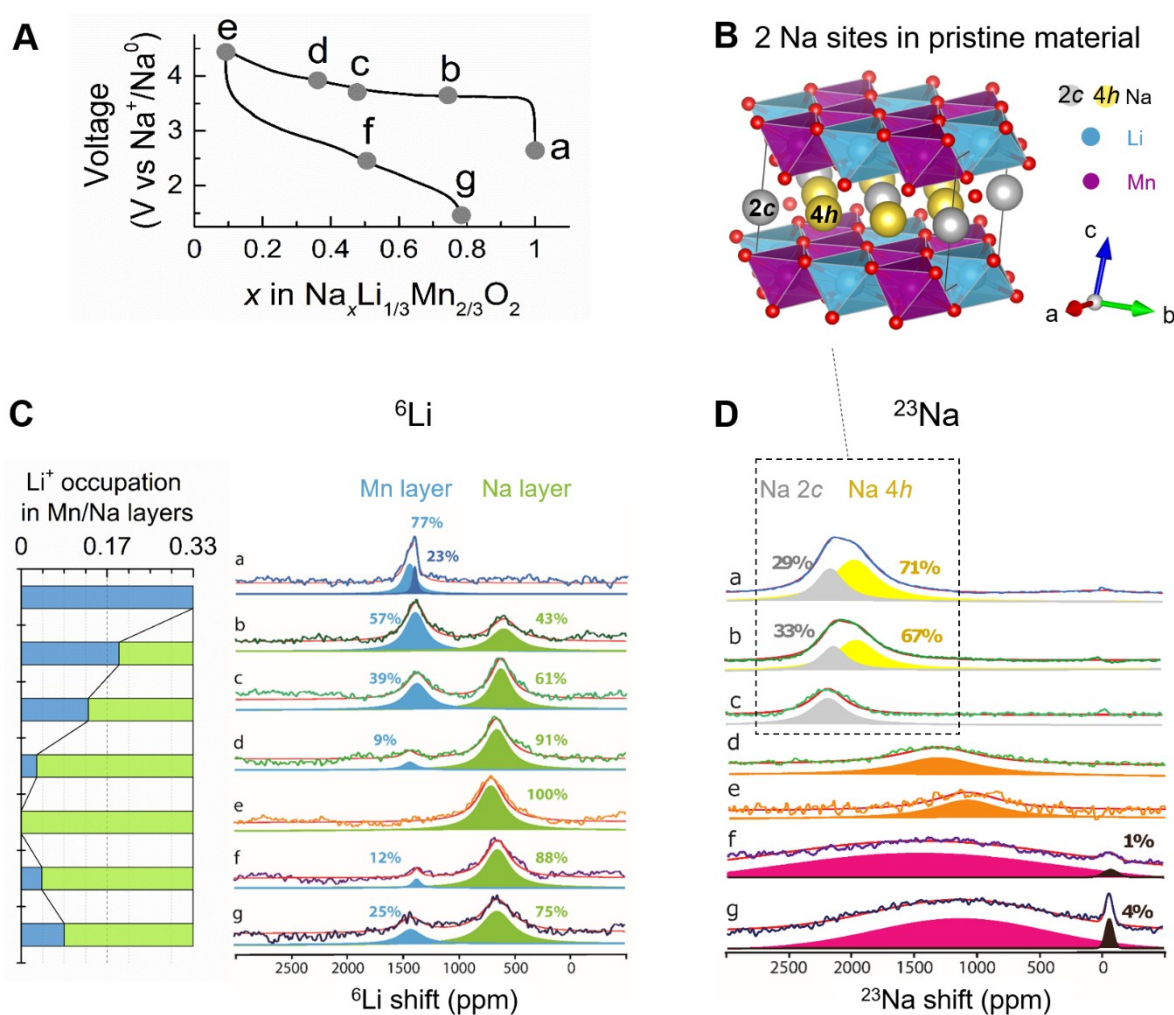 A
e
d
c
b
a
f
g
4
3
2
0
0.2
0.4
0.6
0.8
1
Voltage
(V vs Na⁺/Na⁰)
x in NaₓLi₁/₃Mn₂/₃O₂
B 2 Na sites in pristine material
2c 4h Na
Li
Mn
2c
4h
c
a
b
C
⁶Li
Li⁺ occupation
in Mn/Na layers
0 0.17 0.33
Mn layer Na layer
77%
a 23%
b 57% 43%
c 39% 61%
d 9% 91%
e 100%
f 12% 88%
g 25% 75%
2500 2000 1500 1000 500 0
⁶Li shift (ppm)
D
²³Na
Na 2c Na 4h
a 29% 71%
b 33% 67%
c
d
e
f 1%
g 4%
2500 2000 1500 1000 500 0
²³Na shift (ppm)